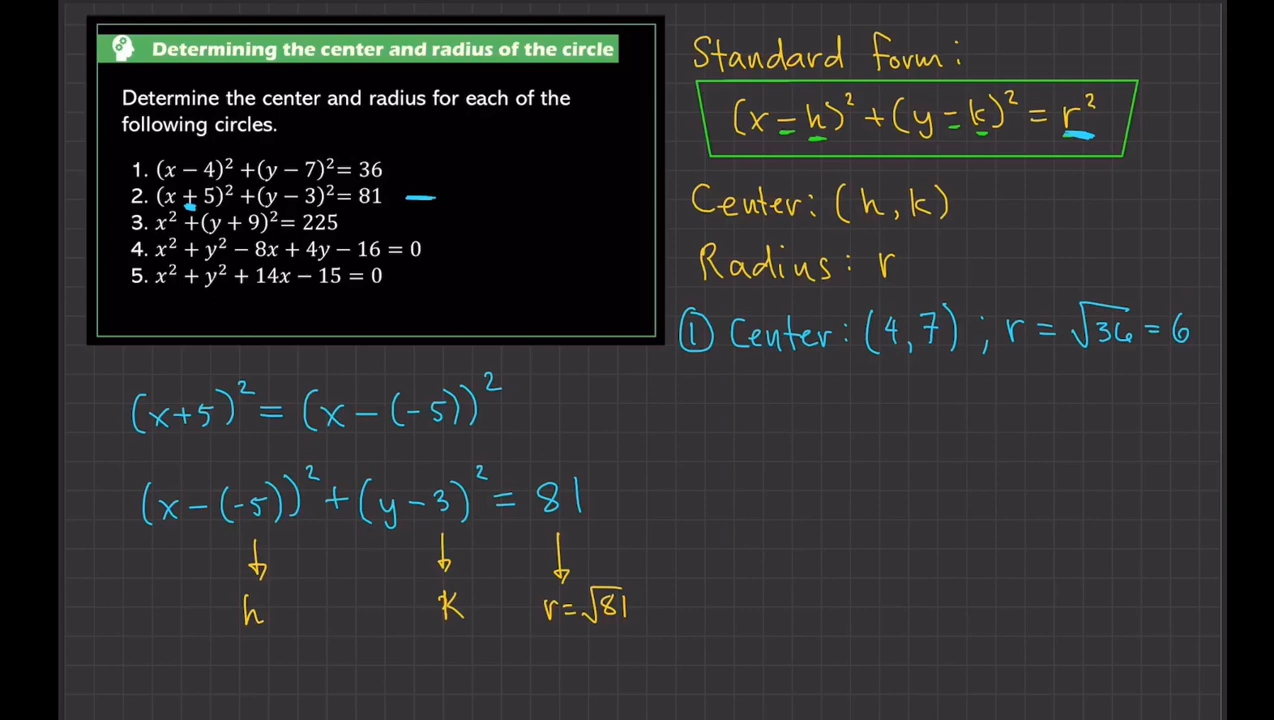 Determining the center and radius of the circle
Determine the center and radius for each of the
following circles.
1. (x − 4)² +(y − 7)²= 36
2. (x + 5)² +(y − 3)²= 81
3. x² +(y + 9)²= 225
4. x² + y² − 8x + 4y − 16 = 0
5. x² + y² + 14x − 15 = 0
Standard form:
(x − h)² + (y − k)² = r²
Center: (h, k)
Radius: r
① Center: (4, 7) ; r = √36 = 6
(x+5)² = (x − (−5))²
(x − (−5))² + (y − 3)² = 81
h k r = √81